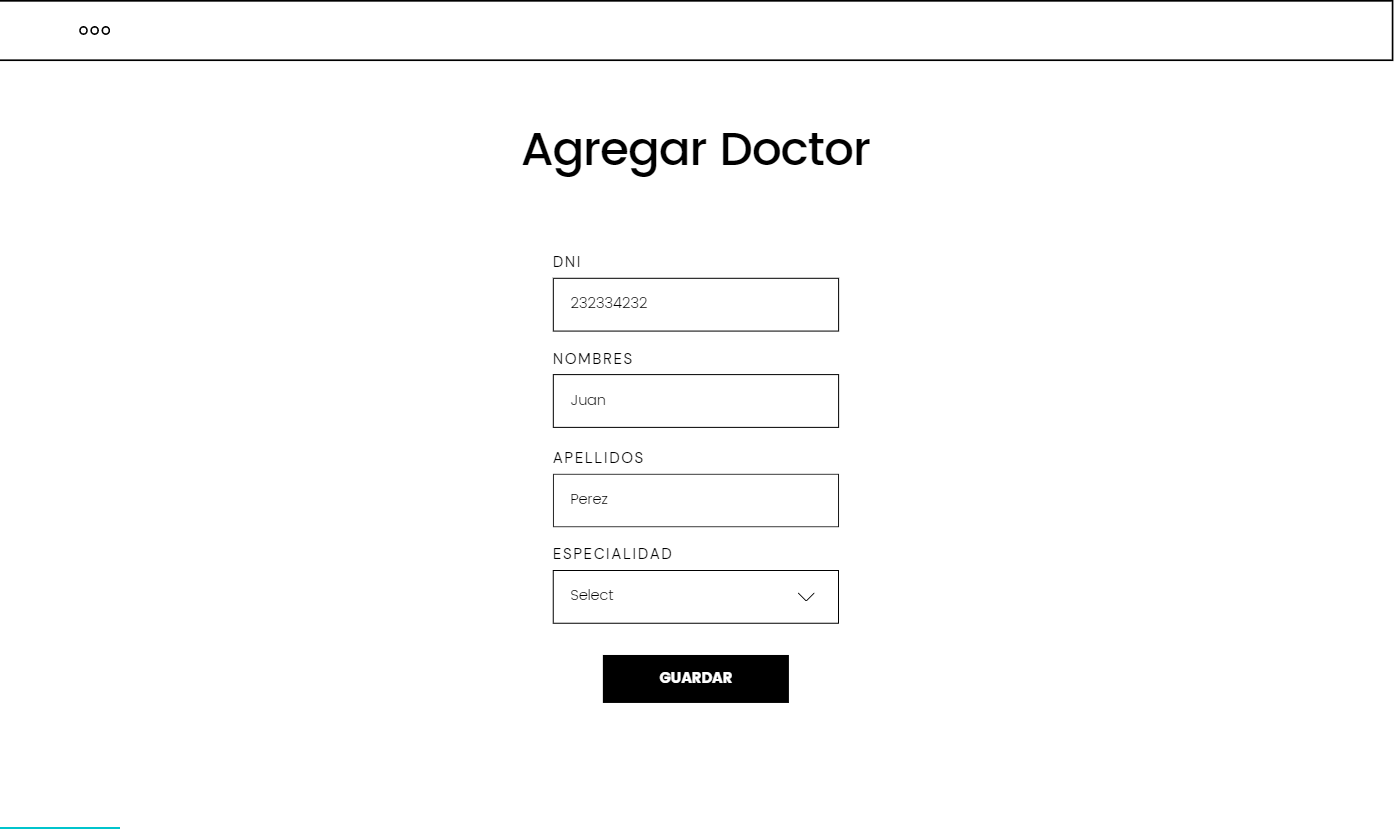 Agregar Doctor
DNI
232334232
NOMBRES
Juan
APELLIDOS
Perez
ESPECIALIDAD
Select
GUARDAR